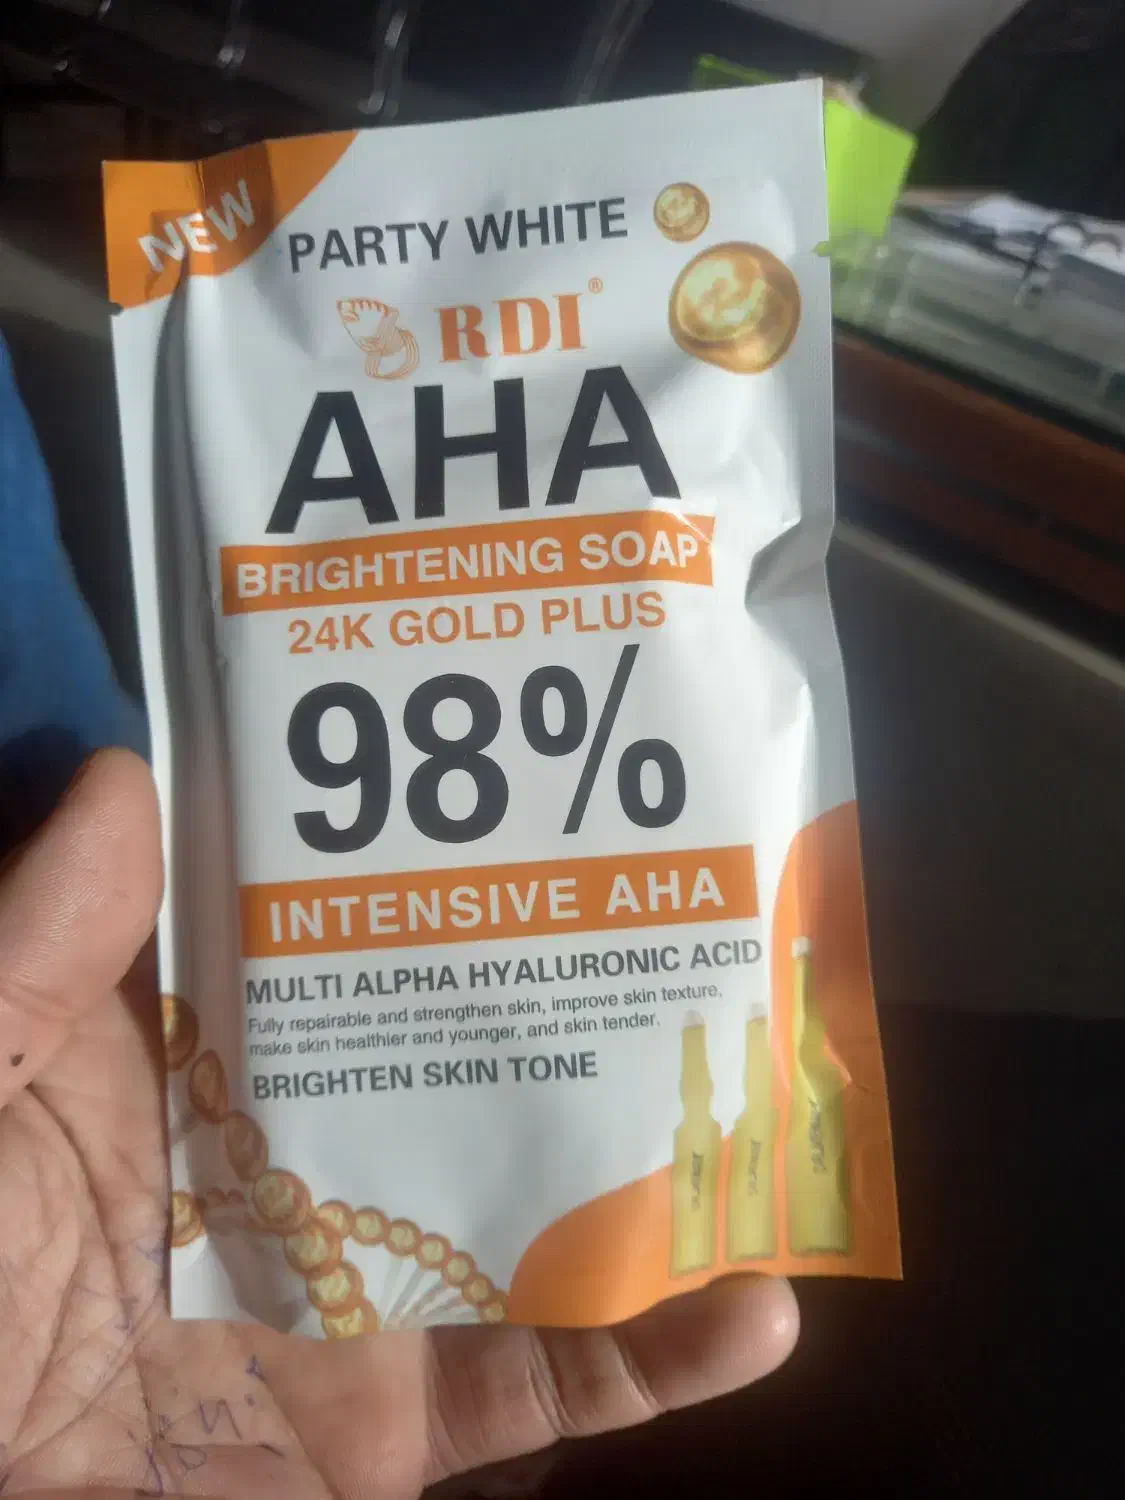 NEW
PARTY WHITE
RDI®
AHA
BRIGHTENING SOAP
24K GOLD PLUS
98%
INTENSIVE AHA
MULTI ALPHA HYALURONIC ACID
Fully repairable and strengthen skin, improve skin texture,
make skin healthier and younger, and skin tender.
BRIGHTEN SKIN TONE